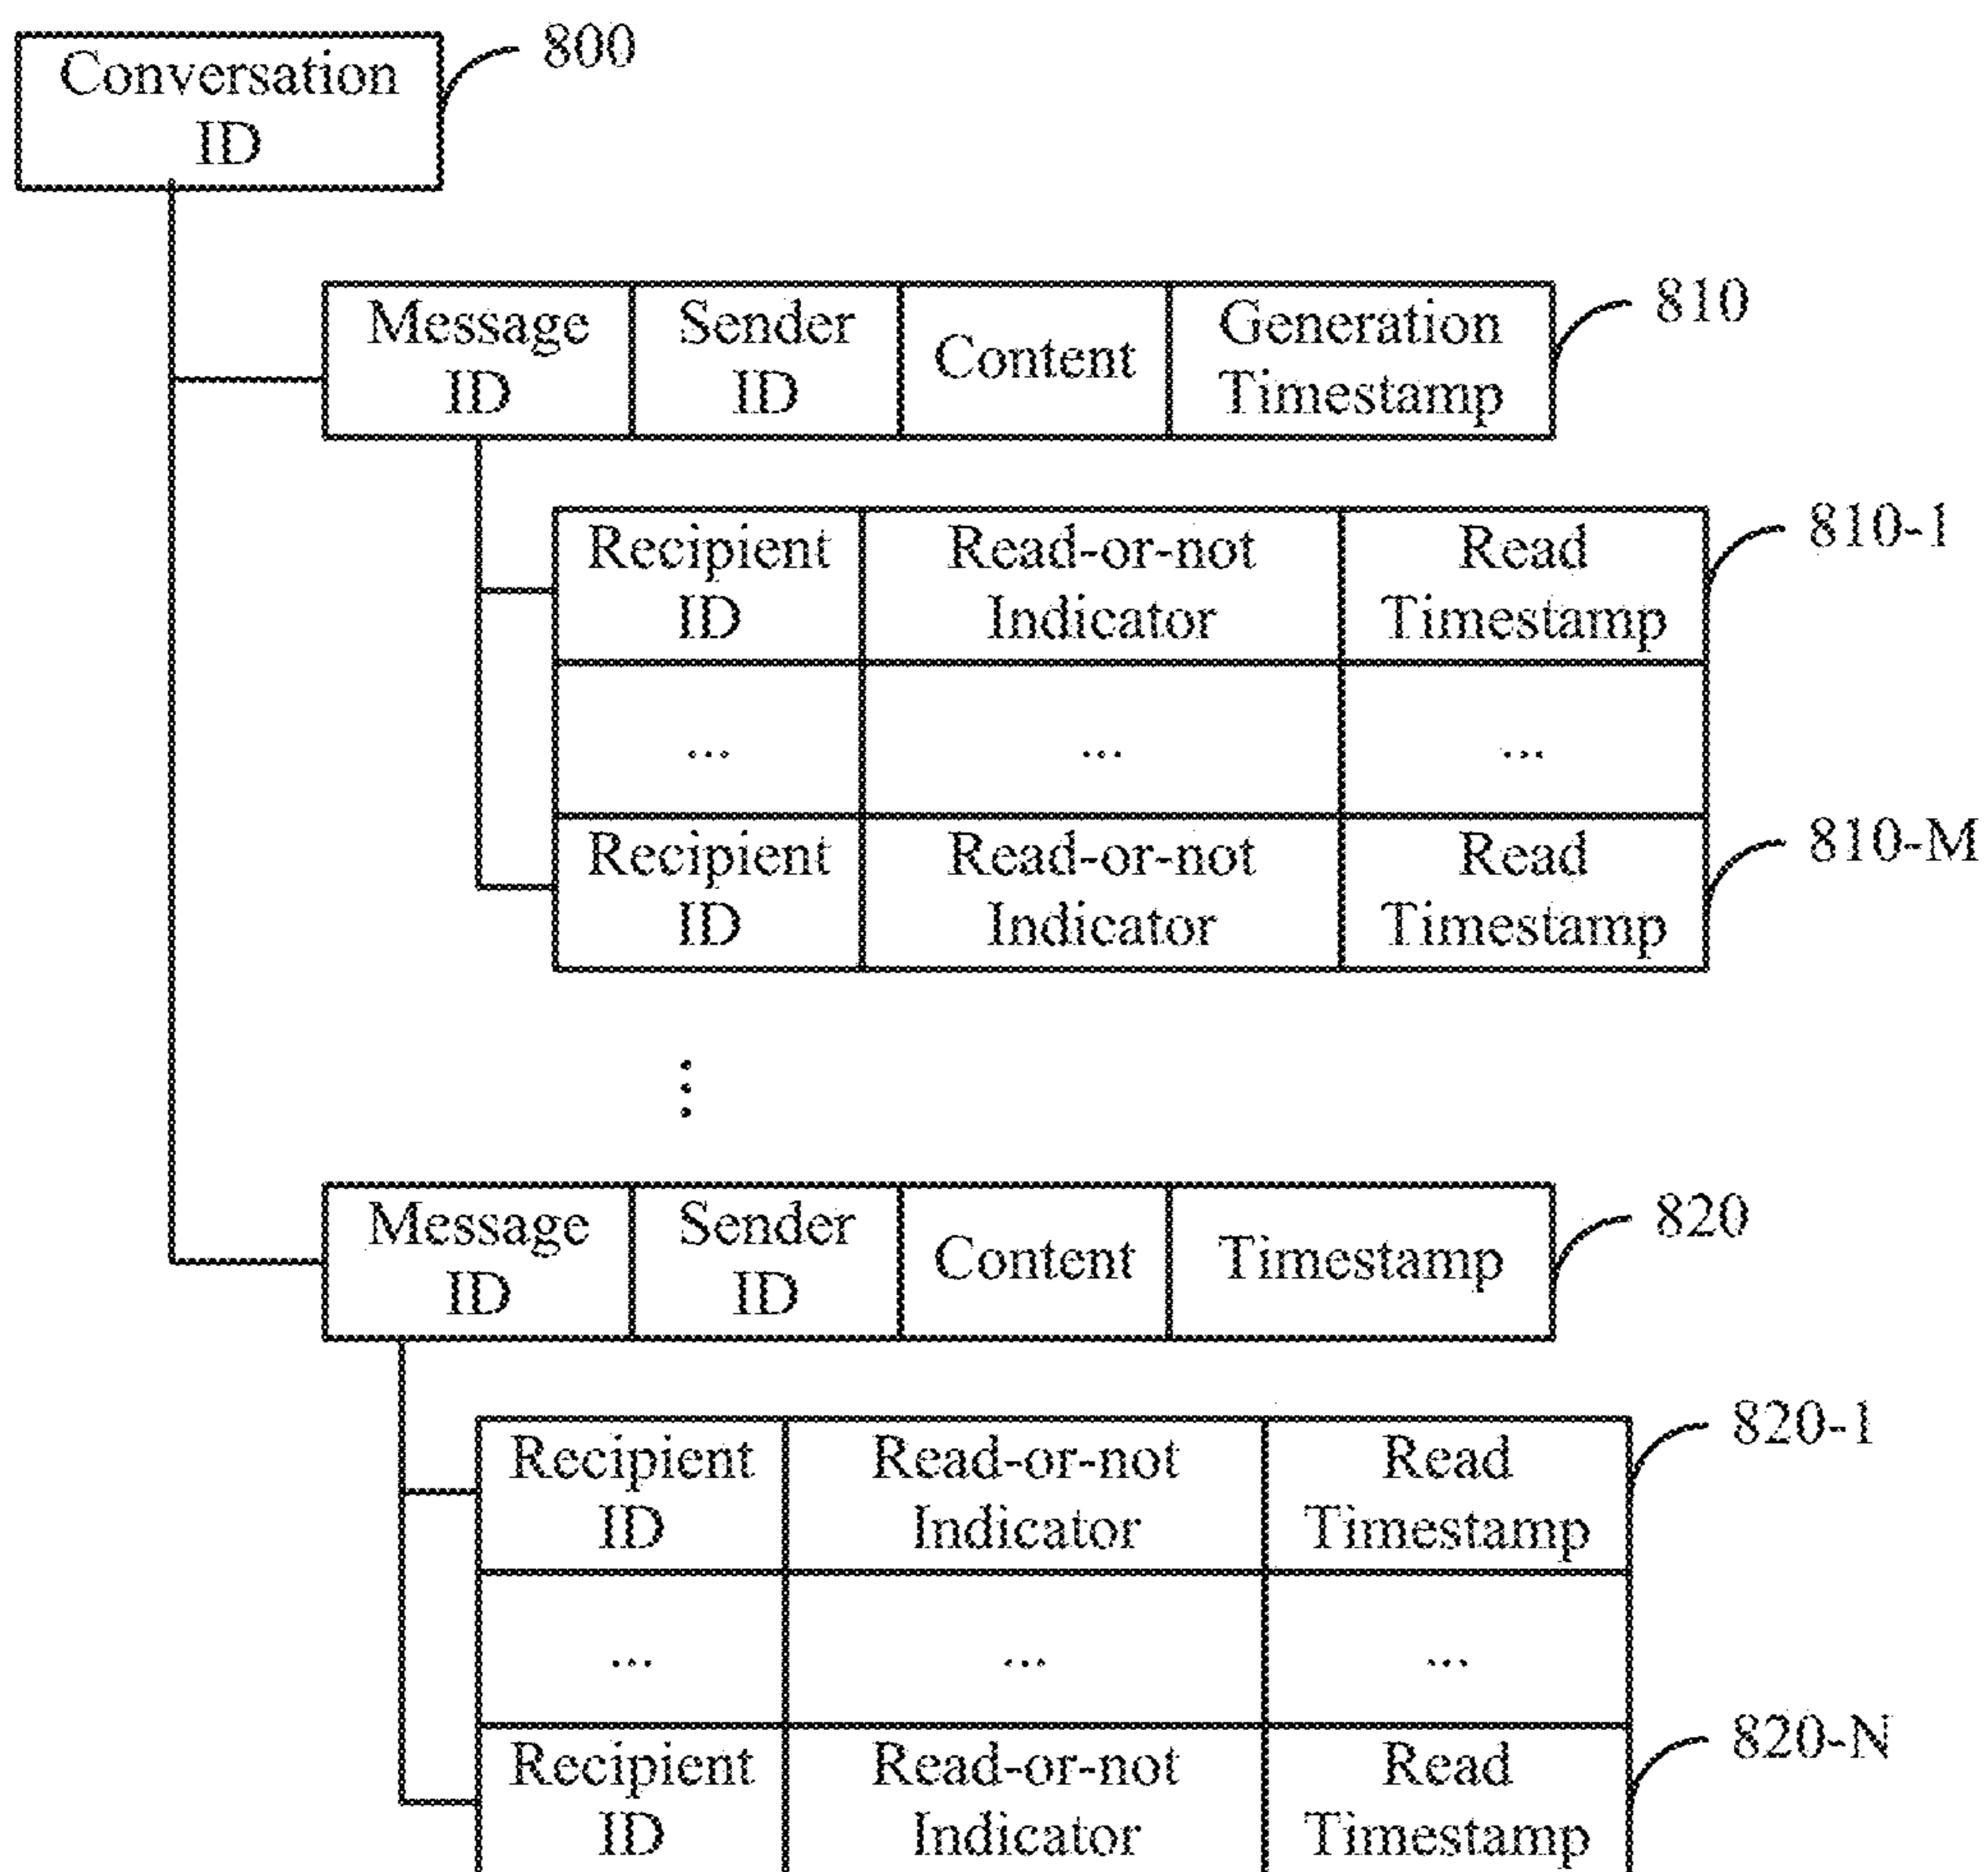 Conversation
ID
800
Message
ID
Sender
ID
Content
Generation
Timestamp
810
Recipient
ID
Read-or-not
Indicator
Read
Timestamp
810-1
...
...
...
Recipient
ID
Read-or-not
Indicator
Read
Timestamp
810-M
Message
ID
Sender
ID
Content
Timestamp
820
Recipient
ID
Read-or-not
Indicator
Read
Timestamp
820-1
...
...
...
Recipient
ID
Read-or-not
Indicator
Read
Timestamp
820-N